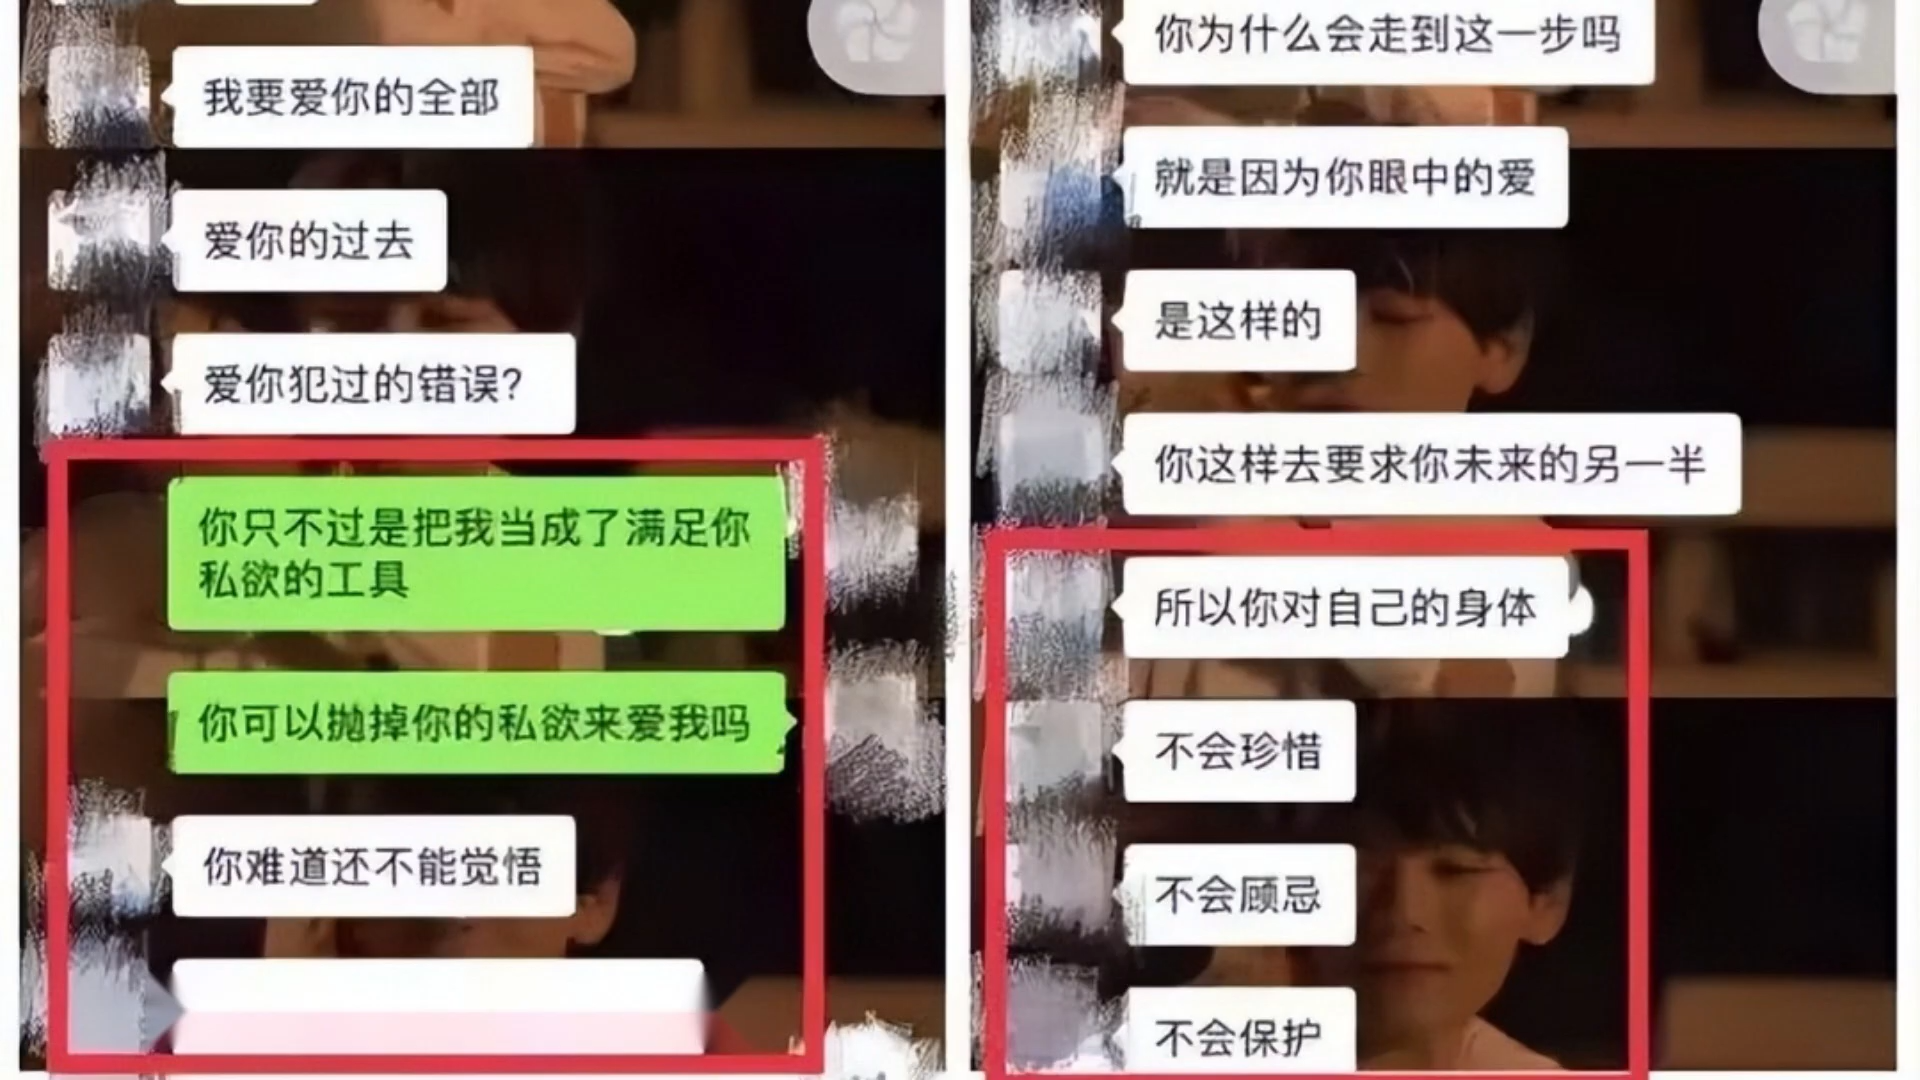 我要爱你的全部
爱你的过去
爱你犯过的错误?
你只不过是把我当成了满足你
私欲的工具
你可以抛掉你的私欲来爱我吗
你难道还不能觉悟
你为什么会走到这一步吗
就是因为你眼中的爱
是这样的
你这样去要求你未来的另一半
所以你对自己的身体
不会珍惜
不会顾忌
不会保护